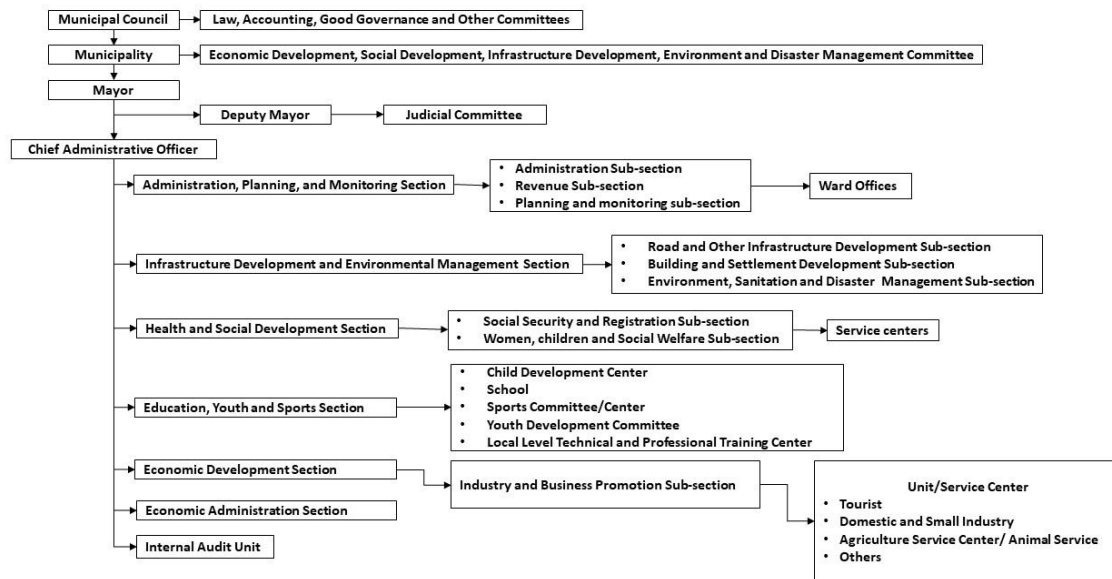 Municipal Council
Law, Accounting, Good Governance and Other Committees
Municipality
Economic Development, Social Development, Infrastructure Development, Environment and Disaster Management Committee
Mayor
Deputy Mayor
Judicial Committee
Chief Administrative Officer
Administration, Planning, and Monitoring Section
• Administration Sub-section
• Revenue Sub-section
• Planning and monitoring sub-section
Ward Offices
Infrastructure Development and Environmental Management Section
• Road and Other Infrastructure Development Sub-section
• Building and Settlement Development Sub-section
• Environment, Sanitation and Disaster Management Sub-section
Health and Social Development Section
• Social Security and Registration Sub-section
• Women, children and Social Welfare Sub-section
Service centers
Education, Youth and Sports Section
• Child Development Center
• School
• Sports Committee/Center
• Youth Development Committee
• Local Level Technical and Professional Training Center
Economic Development Section
Industry and Business Promotion Sub-section
Unit/Service Center
• Tourist
• Domestic and Small Industry
• Agriculture Service Center/ Animal Service
• Others
Economic Administration Section
Internal Audit Unit